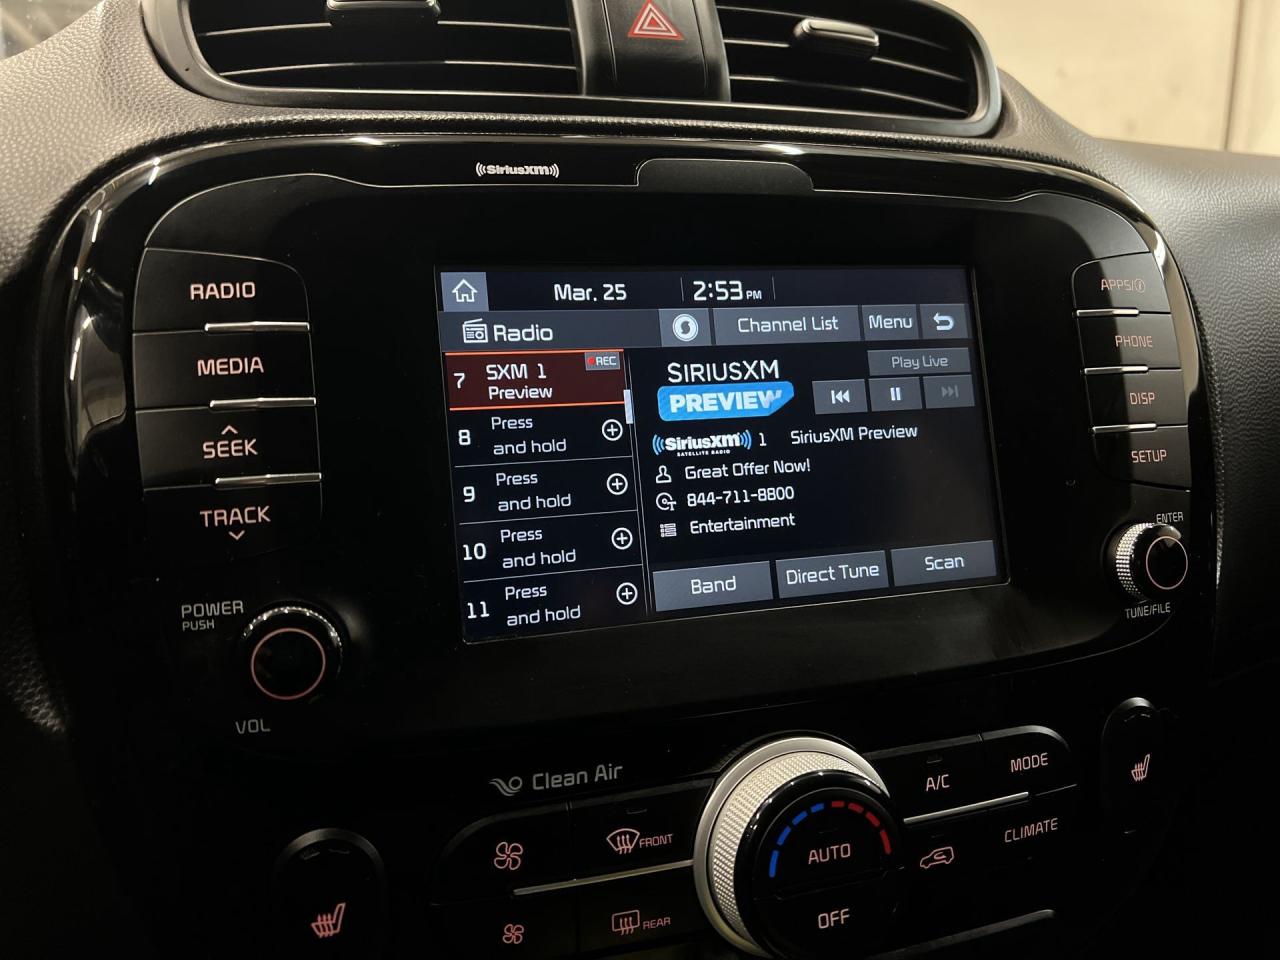 ((SiriusXM))
RADIO
MEDIA
SEEK
TRACK
POWER
PUSH
VOL
Mar. 25
2:53 PM
Radio
Channel List
Menu
7
SXM 1
Preview
REC
8
Press
and hold
9
Press
and hold
10
Press
and hold
11
Press
and hold
SIRIUSXM
PREVIEW
Play Live
((SiriusXM)) 1 SiriusXM Preview
SATELLITE RADIO
Great Offer Now!
844-711-8800
Entertainment
Band
Direct Tune
Scan
APPS/i
PHONE
DISP
SETUP
ENTER
TUNE/FILE
Clean Air
FRONT
REAR
AUTO
OFF
A/C
MODE
CLIMATE